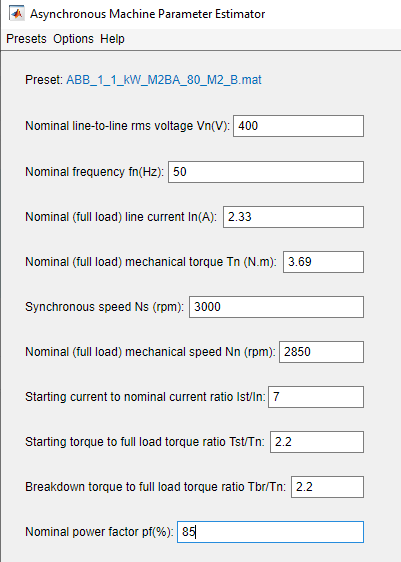 Asynchronous Machine Parameter Estimator
Presets Options Help
Preset: ABB_1_1_kW_M2BA_80_M2_B.mat
Nominal line-to-line rms voltage Vn(V): 400
Nominal frequency fn(Hz): 50
Nominal (full load) line current In(A): 2.33
Nominal (full load) mechanical torque Tn (N.m): 3.69
Synchronous speed Ns (rpm): 3000
Nominal (full load) mechanical speed Nn (rpm): 2850
Starting current to nominal current ratio Ist/In: 7
Starting torque to full load torque ratio Tst/Tn: 2.2
Breakdown torque to full load torque ratio Tbr/Tn: 2.2
Nominal power factor pf(%): 85